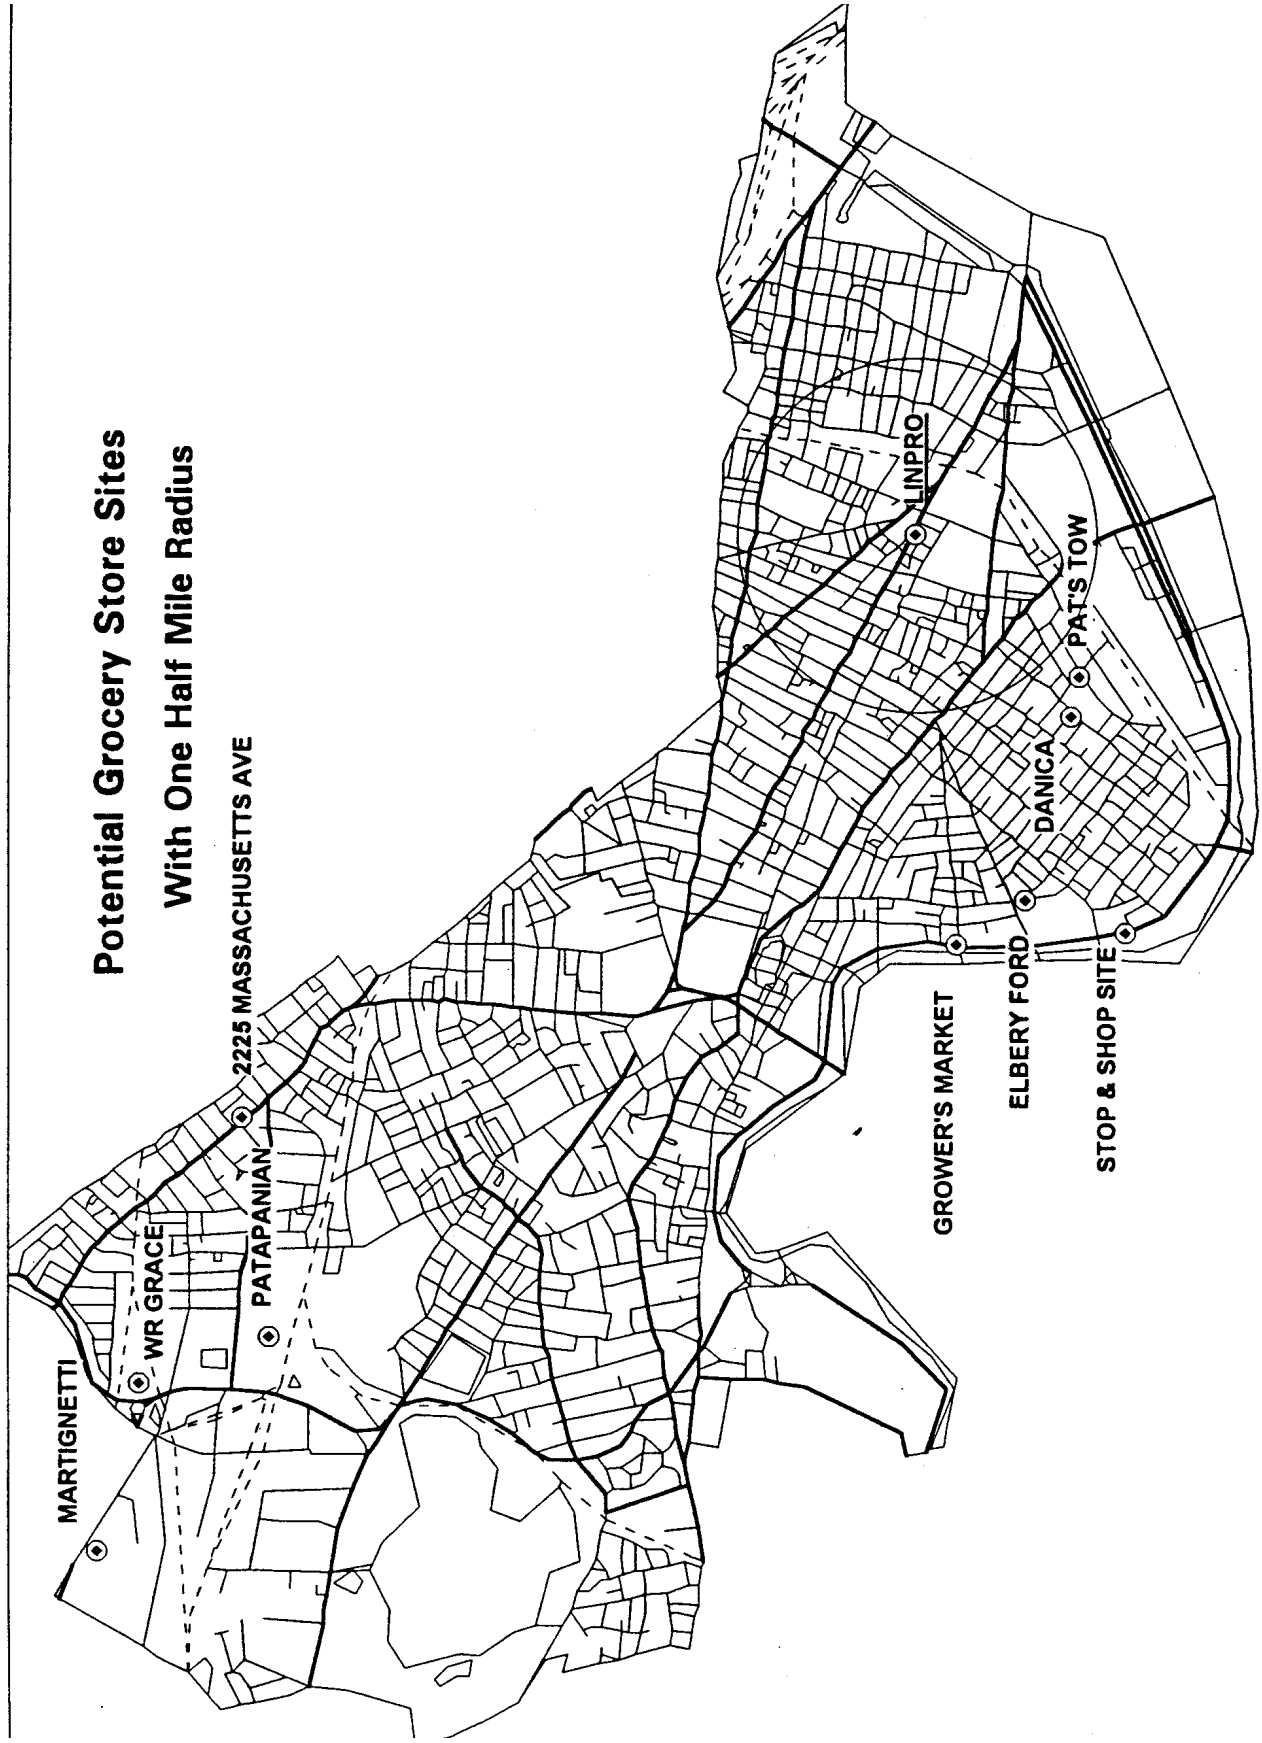 Potential Grocery Store Sites
With One Half Mile Radius
MARTIGNETTI
WR GRACE
PATAPANIAN
2225 MASSACHUSETTS AVE
LINPRO
PAT'S TOW
DANICA
GROWER'S MARKET
ELBERY FORD
STOP & SHOP SITE